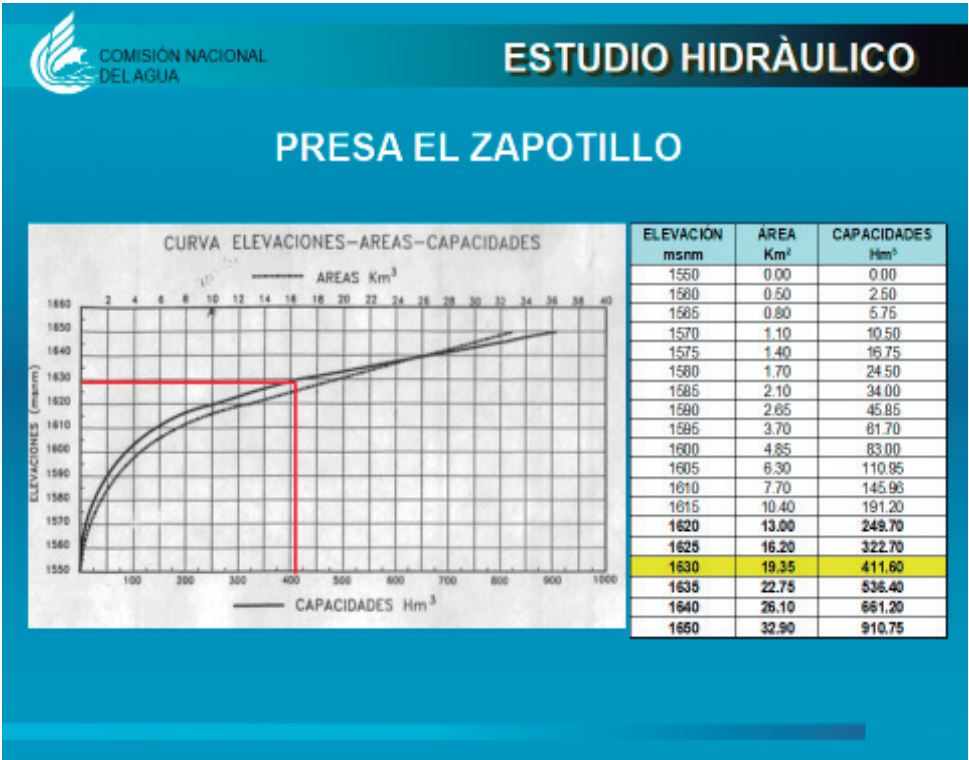 COMISIÓN NACIONAL
DEL AGUA
ESTUDIO HIDRÀULICO
PRESA EL ZAPOTILLO
CURVA ELEVACIONES-AREAS-CAPACIDADES
AREAS Km³
2 4 6 8 10 12 14 16 18 20 22 24 26 28 30 32 34 36 38 40
1660
1650
1640
1630
1620
1610
1600
1590
1580
1570
1560
1550
ELEVACIONES (msnm)
100 200 300 400 500 600 700 800 900 1000
CAPACIDADES Hm³
ELEVACIÓN ÁREA CAPACIDADES
msnm Km² Hm³
1550 0.00 0.00
1560 0.50 2.50
1565 0.80 5.75
1570 1.10 10.50
1575 1.40 16.75
1580 1.70 24.50
1585 2.10 34.00
1590 2.65 45.85
1595 3.70 61.70
1600 4.85 83.00
1605 6.30 110.95
1610 7.70 145.96
1615 10.40 191.20
1620 13.00 249.70
1625 16.20 322.70
1630 19.35 411.60
1635 22.75 536.40
1640 26.10 661.20
1650 32.90 910.75